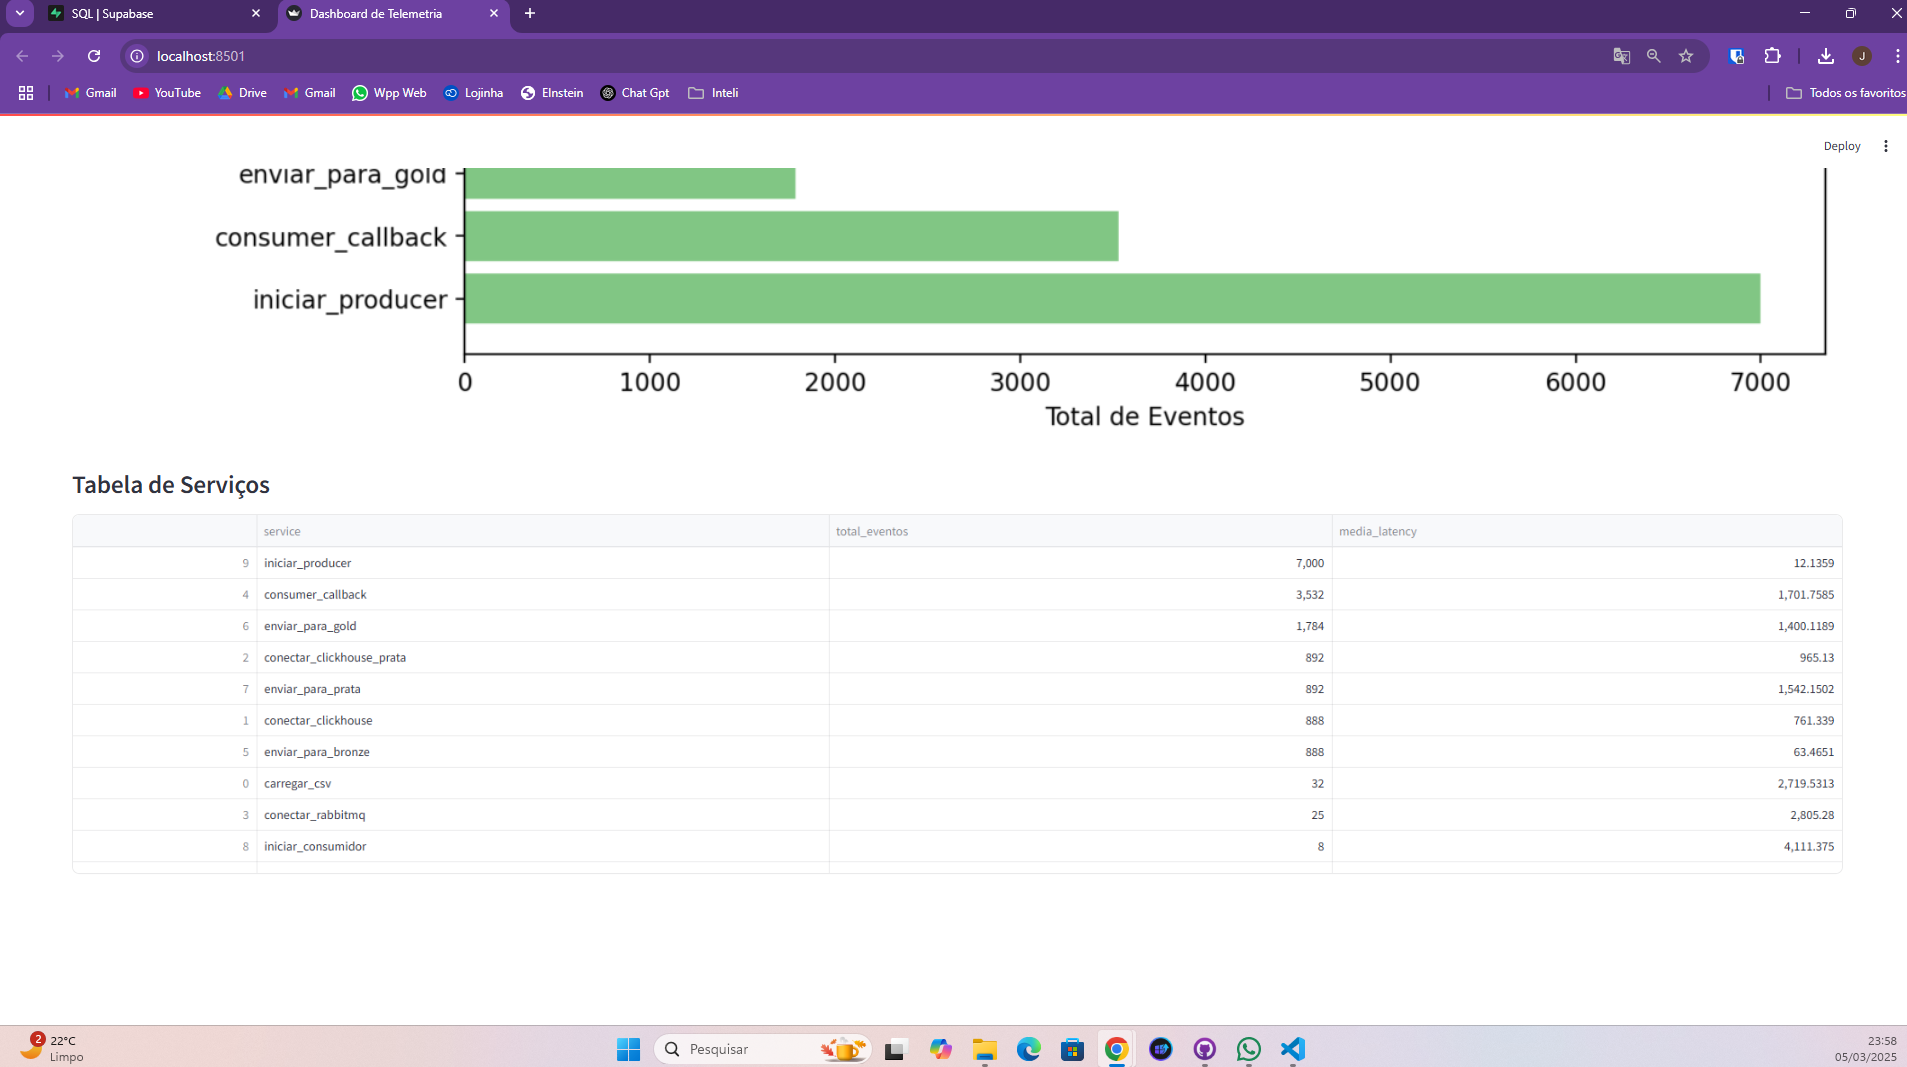 SQL | Supabase
Dashboard de Telemetria
localhost:8501
Gmail
YouTube
Drive
Gmail
Wpp Web
Lojinha
EInstein
Chat Gpt
Inteli
Todos os favoritos
J
Deploy
enviar_para_gold
consumer_callback
iniciar_producer
0 1000 2000 3000 4000 5000 6000 7000
Total de Eventos
Tabela de Serviços
service total_eventos media_latency
9 iniciar_producer 7,000 12.1359
4 consumer_callback 3,532 1,701.7585
6 enviar_para_gold 1,784 1,400.1189
2 conectar_clickhouse_prata 892 965.13
7 enviar_para_prata 892 1,542.1502
1 conectar_clickhouse 888 761.339
5 enviar_para_bronze 888 63.4651
0 carregar_csv 32 2,719.5313
3 conectar_rabbitmq 25 2,805.28
8 iniciar_consumidor 8 4,111.375
2
22°C
Limpo
Pesquisar
23:58
05/03/2025